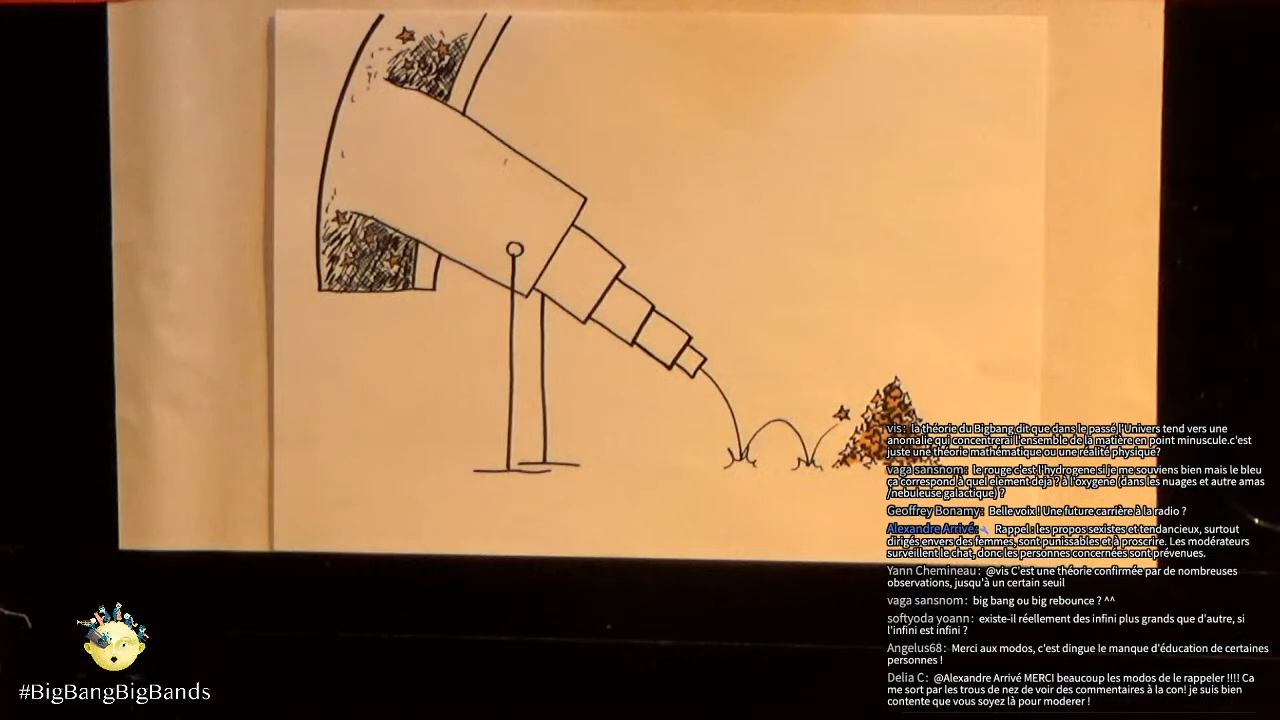 vis: la théorie du Bigbang dit que dans le passé l'Univers tend vers une
anomalie qui concentrerai l'ensemble de la matière en point minuscule.c'est
juste une théorie mathématique ou une réalité physique?
vaga sansnom: le rouge c'est l'hydrogene si je me souviens bien mais le bleu
ça correspond à quel element déjà ? à l'oxygene (dans les nuages et autre amas
/nebuleuse galactique) ?
Geoffrey Bonamy: Belle voix ! Une future carrière à la radio ?
Alexandre Arrivé: Rappel : les propos sexistes et tendancieux, surtout
dirigés envers des femmes, sont punissables et à proscrire. Les modérateurs
surveillent le chat, donc les personnes concernées sont prévenues.
Yann Chemineau: @vis C'est une théorie confirmée par de nombreuses
observations, jusqu'à un certain seuil
vaga sansnom: big bang ou big rebounce ? ^^
softyoda yoann: existe-il réellement des infini plus grands que d'autre, si
l'infini est infini ?
Angelus68: Merci aux modos, c'est dingue le manque d'éducation de certaines
personnes !
Delia C: @Alexandre Arrivé MERCI beaucoup les modos de le rappeler !!!! Ca
me sort par les trous de nez de voir des commentaires à la con! je suis bien
contente que vous soyez là pour moderer !
#BigBangBigBands